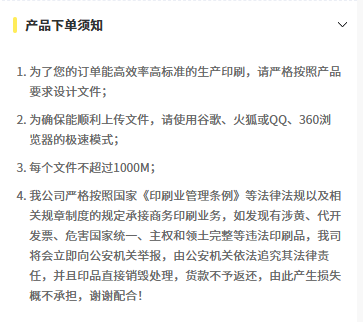 产品下单须知
1. 为了您的订单能高效率高标准的生产印刷，请严格按照产品
要求设计文件；
2. 为确保能顺利上传文件，请使用谷歌、火狐或QQ、360浏
览器的极速模式；
3. 每个文件不超过1000M；
4. 我公司严格按照国家《印刷业管理条例》等法律法规以及相
关规章制度的规定承接商务印刷业务，如发现有涉黄、代开
发票、危害国家统一、主权和领土完整等违法印刷品，我司
将会立即向公安机关举报，由公安机关依法追究其法律责
任，并且印品直接销毁处理，货款不予返还，由此产生损失
概不承担，谢谢配合！